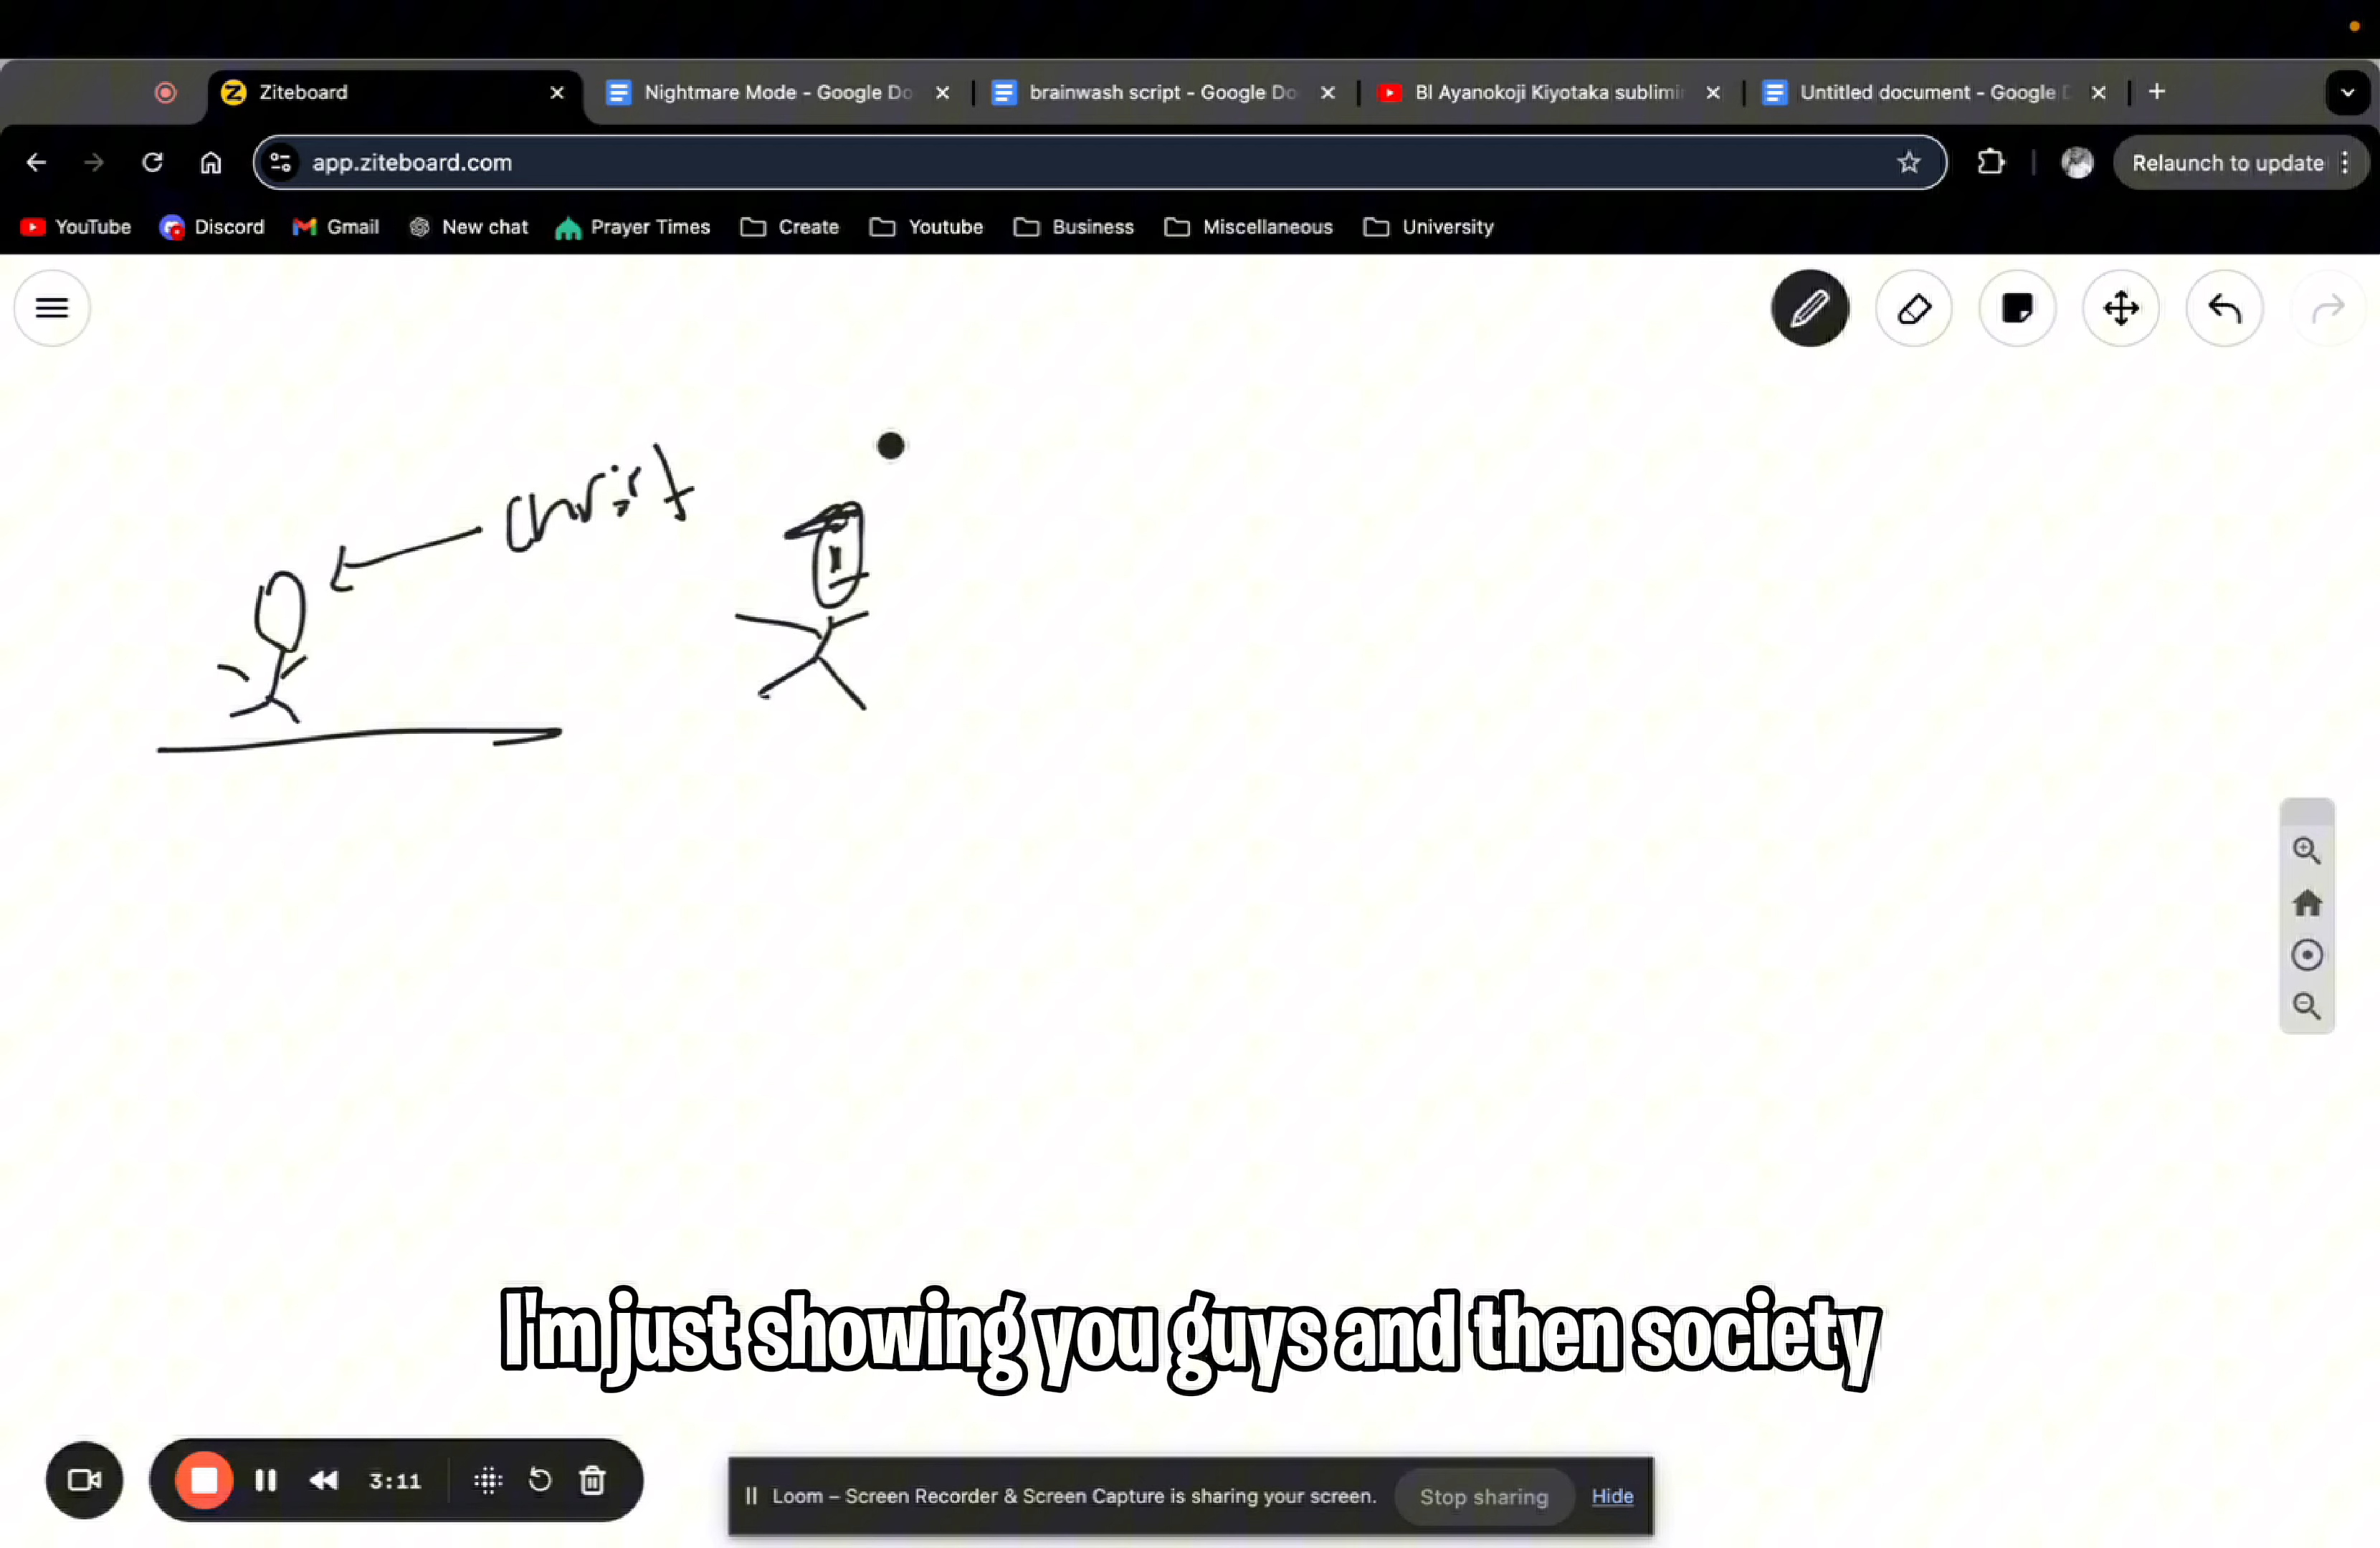 Ziteboard
Nightmare Mode - Google Do
brainwash script - Google Do
BI Ayanokoji Kiyotaka sublimi
Untitled document - Google D
app.ziteboard.com
Relaunch to update
YouTube
Discord
Gmail
New chat
Prayer Times
Create
Youtube
Business
Miscellaneous
University
christ
I'm just showing you guys and then society
3:11
Loom – Screen Recorder & Screen Capture is sharing your screen.
Stop sharing
Hide